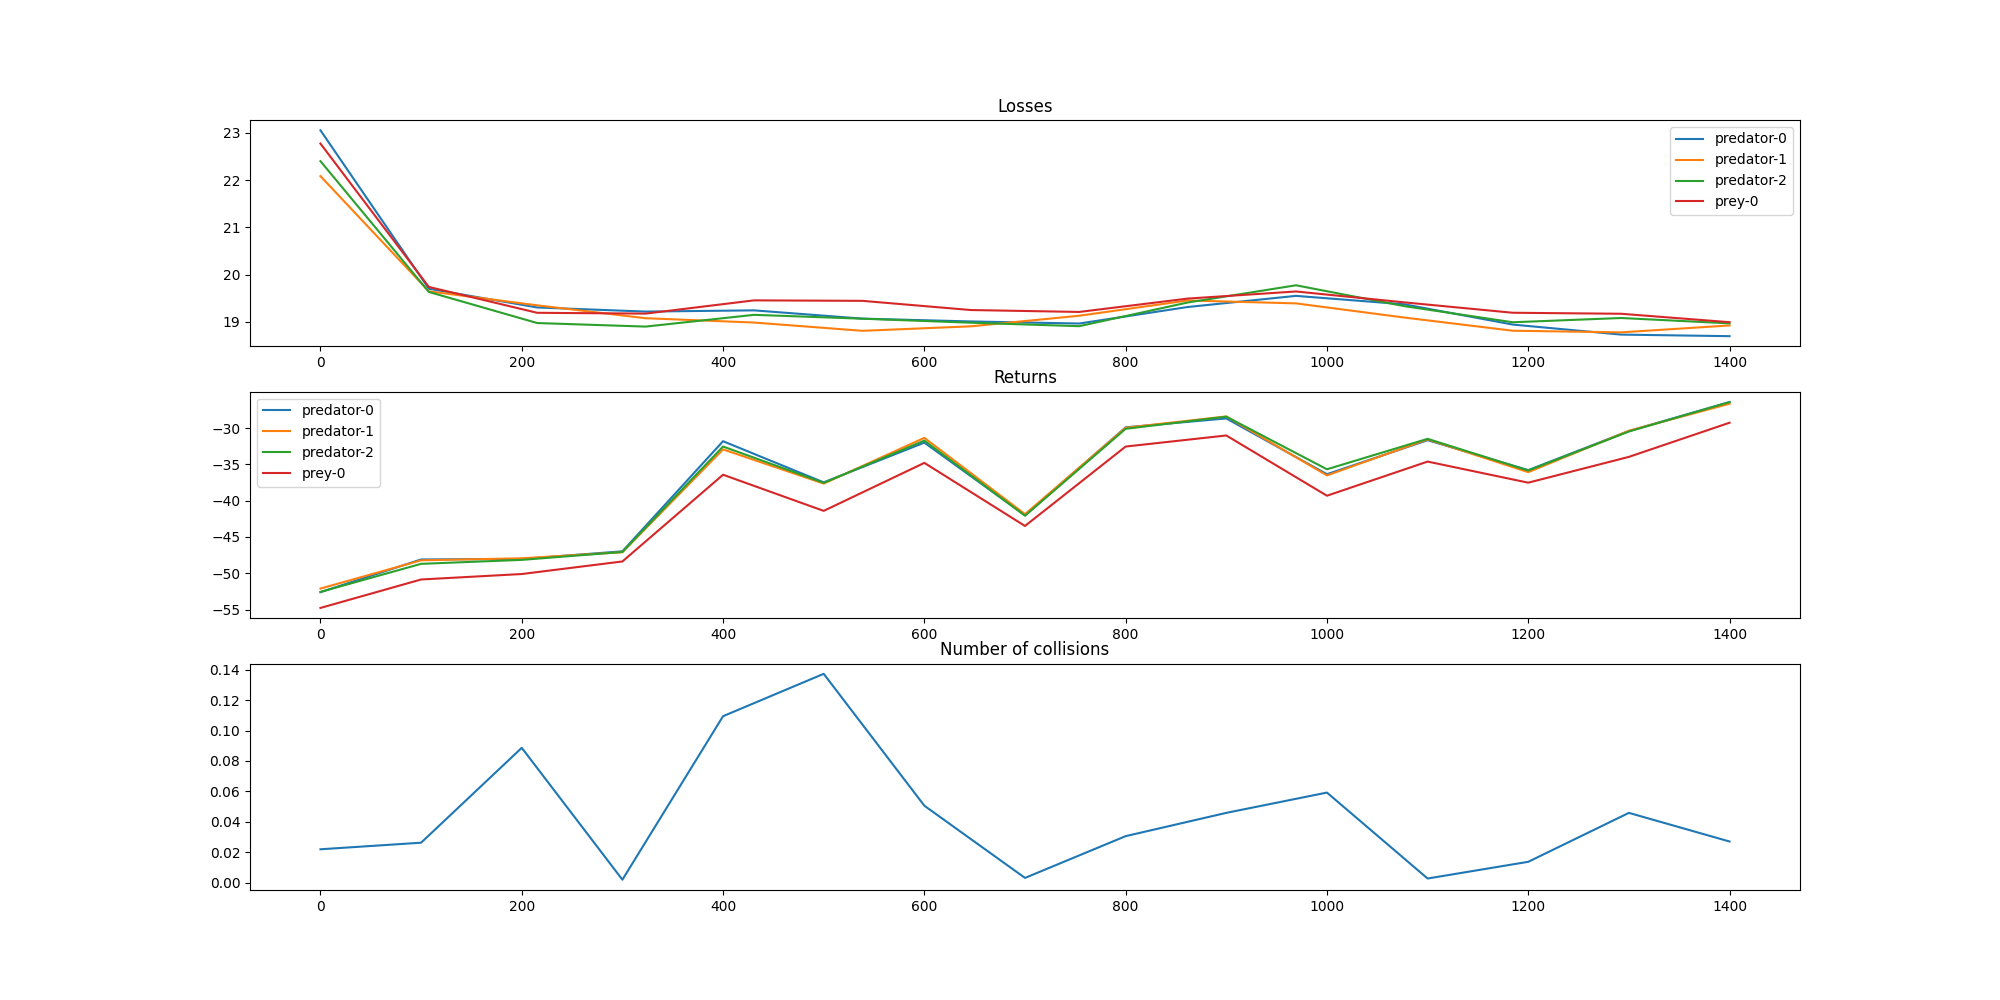 Losses
23
22
21
20
19
predator-0
predator-1
predator-2
prey-0
0 200 400 600 800 1000 1200 1400
Returns
−30
−35
−40
−45
−50
−55
predator-0
predator-1
predator-2
prey-0
0 200 400 600 800 1000 1200 1400
Number of collisions
0.14
0.12
0.10
0.08
0.06
0.04
0.02
0.00
0 200 400 600 800 1000 1200 1400